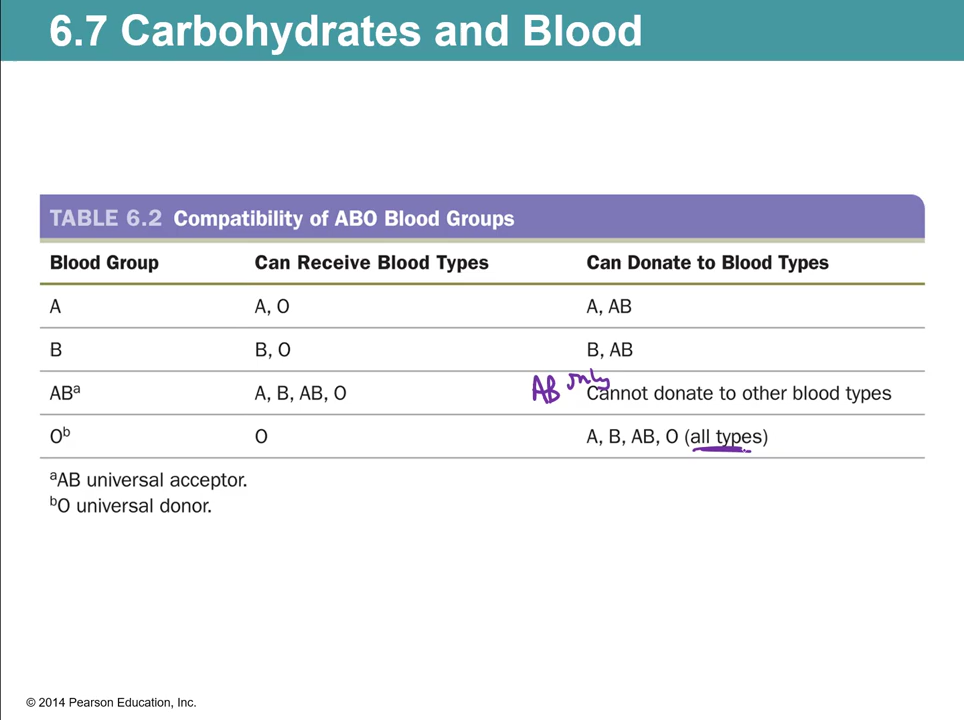 6.7 Carbohydrates and Blood
TABLE 6.2 Compatibility of ABO Blood Groups
Blood Group Can Receive Blood Types Can Donate to Blood Types
A A, O A, AB
B B, O B, AB
AB only
ABᵃ A, B, AB, O Cannot donate to other blood types
Oᵇ O A, B, AB, O (all types)
ᵃAB universal acceptor.
ᵇO universal donor.
© 2014 Pearson Education, Inc.